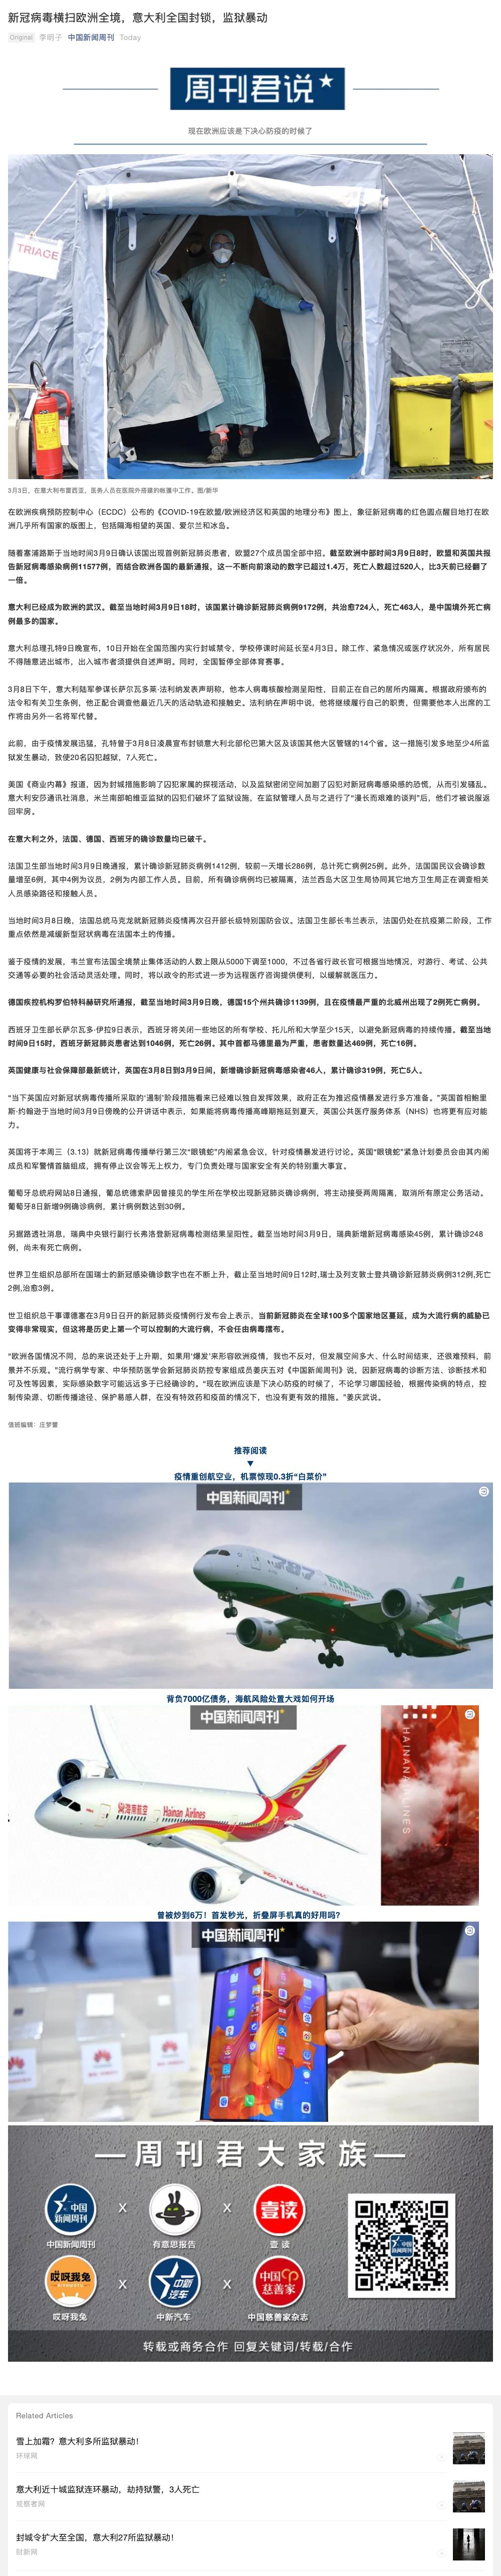 新冠病毒横扫欧洲全境，意大利全国封锁，监狱暴动
Original 李明子 中国新闻周刊 Today
周刊君说
现在欧洲应该是下决心防疫的时候了
TRIAGE
3月3日，在意大利布雷西亚，医务人员在医院外搭建的帐篷中工作。图/新华
在欧洲疾病预防控制中心（ECDC）公布的《COVID-19在欧盟/欧洲经济区和英国的地理分布》图上，象征新冠病毒的红色圆点醒目地打在
欧洲几乎所有国家的版图上，包括隔海相望的英国、爱尔兰和冰岛。
随着塞浦路斯于当地时间3月9日确认该国出现首例新冠肺炎患者，欧盟27个成员国全部中招。截至欧洲中部时间3月9日8时，欧盟和英国共报
告新冠病毒感染病例11577例，而结合欧洲各国的最新通报，这一不断向前滚动的数字已超过1.4万，死亡人数超过520人，比3天前已经翻了
一倍。
意大利已经成为欧洲的武汉。截至当地时间3月9日18时，该国累计确诊新冠肺炎病例9172例，共治愈724人，死亡463人，是中国境外死亡病
例最多的国家。
意大利总理孔特9日晚宣布，10日开始在全国范围内实行封城禁令，学校停课时间延长至4月3日。除工作、紧急情况或医疗状况外，所有居民
不得随意进出城市，出入城市者须提供自述声明。同时，全国暂停全部体育赛事。
3月8日下午，意大利陆军参谋长萨尔瓦多莱·法利纳发表声明称，他本人病毒核酸检测呈阳性，目前正在自己的居所内隔离。根据政府颁布的
法令和有关卫生条例，他正配合调查他最近几天的活动轨迹和接触史。法利纳在声明中说，他将继续履行自己的职责，但需要他本人出席的工
作将由另外一名将军代替。
此前，由于疫情发展迅猛，孔特曾于3月8日凌晨宣布封锁意大利北部伦巴第大区及该国其他大区管辖的14个省。这一措施引发多地至少4所监
狱发生暴动，致使20名囚犯越狱，7人死亡。
美国《商业内幕》报道，因为封城措施影响了囚犯家属的探视活动，以及监狱密闭空间加剧了囚犯对新冠病毒感染感的恐慌，从而引发骚乱。
意大利安莎通讯社消息，米兰南部帕维亚监狱的囚犯们破坏了监狱设施，在监狱管理人员与之进行了“漫长而艰难的谈判”后，他们才被说服返
回牢房。
在意大利之外，法国、德国、西班牙的确诊数量均已破千。
法国卫生部当地时间3月9日晚通报，累计确诊新冠肺炎病例1412例，较前一天增长286例，总计死亡病例25例。此外，法国国民议会确诊数
量增至6例，其中4例为议员，2例为内部工作人员。目前，所有确诊病例均已被隔离，法兰西岛大区卫生局协同其它地方卫生局正在调查相关
人员感染路径和接触人员。
当地时间3月8日晚，法国总统马克龙就新冠肺炎疫情再次召开部长级特别国防会议。法国卫生部长韦兰表示，法国仍处在抗疫第二阶段，工作
重点依然是减缓新型冠状病毒在法国本土的传播。
鉴于疫情的发展，韦兰宣布法国全境禁止集体活动的人数上限从5000下调至1000，不过各省行政长官可根据当地情况，对游行、考试、公共
交通等必要的社会活动灵活处理。同时，将以政令的形式进一步为远程医疗咨询提供便利，以缓解就医压力。
德国疾控机构罗伯特科赫研究所通报，截至当地时间3月9日晚，德国15个州共确诊1139例，且在疫情最严重的北威州出现了2例死亡病例。
西班牙卫生部长萨尔瓦多·伊拉9日表示，西班牙将关闭一些地区的所有学校、托儿所和大学至少15天，以避免新冠病毒的持续传播。截至当地
时间9日15时，西班牙新冠肺炎患者达到1046例，死亡26例。其中首都马德里最为严重，患者数量达469例，死亡16例。
英国健康与社会保障部最新统计，英国在3月8日到3月9日间，新增确诊新冠病毒感染者46人，累计确诊319例，死亡5人。
“当下英国应对新冠状病毒传播所采取的‘遏制’阶段措施看来已经难以独自发挥效果，政府正在为推迟疫情暴发进行多方准备。”英国首相鲍里
斯·约翰逊于当地时间3月9日傍晚的公开讲话中表示，如果能将病毒传播高峰期拖延到夏天，英国公共医疗服务体系（NHS）也将更有应对能
力。
英国将于本周三（3.13）就新冠病毒传播举行第三次“眼镜蛇”内阁紧急会议，针对疫情暴发进行讨论。英国“眼镜蛇”紧急计划委员会由其内阁
成员和军警情首脑组成，拥有停止议会等无上权力，专门负责处理与国家安全有关的特别重大事宜。
葡萄牙总统府网站8日通报，葡总统德索萨因曾接见的学生所在学校出现新冠肺炎确诊病例，将主动接受两周隔离，取消所有原定公务活动。
葡萄牙8日新增9例确诊病例，累计病例数达到30例。
另据路透社消息，瑞典中央银行副行长弗洛登新冠病毒检测结果呈阳性。截至当地时间3月9日，瑞典新增新冠病毒感染45例，累计确诊248
例，尚未有死亡病例。
世界卫生组织总部所在国瑞士的新冠感染确诊数字也在不断上升，截止至当地时间9日12时,瑞士及列支敦士登共确诊新冠肺炎病例312例,死亡
2例,治愈3例。
世卫组织总干事谭德塞在3月9日召开的新冠肺炎疫情例行发布会上表示，当前新冠肺炎在全球100多个国家地区蔓延，成为大流行病的威胁已
变得非常现实，但这将是历史上第一个可以控制的大流行病，不会任由病毒摆布。
“欧洲各国情况不同，总的来说还处于上升期，如果用‘爆发’来形容欧洲疫情，我也不反对，但发展空间多大、什么时间结束，还很难预料，前
景并不乐观。”流行病学专家、中华预防医学会新冠肺炎防控专家组成员姜庆五对《中国新闻周刊》说，因新冠病毒的诊断方法、诊断技术和
可及性等因素，实际感染数字可能远远多于已经确诊的。“现在欧洲应该是下决心防疫的时候了，不论学习哪国经验，根据传染病的特点，控
制传染源、切断传播途径、保护易感人群，在没有特效药和疫苗的情况下，也没有更有效的措施。”姜庆武说。
值班编辑：庄梦蕾
推荐阅读
▼
疫情重创航空业，机票惊现0.3折“白菜价”
中国新闻周刊
背负7000亿债务，海航风险处置大戏如何开场
中国新闻周刊
海南航空 Hainan Airlines
HAINAN AIRLINES
曾被炒到6万！首发秒光，折叠屏手机真的好用吗?
中国新闻周刊
HUAWEI
周刊君大家族
中国新闻周刊 X X 壹读
中国新闻周刊 有意思报告 壹读
哎呀我兔 X 中新汽车 X 中国慈善家
哎呀我兔 中新汽车 中国慈善家杂志
转载或商务合作 回复关键词/转载/合作
Related Articles
雪上加霜？意大利多所监狱暴动！
环球网
意大利近十城监狱连环暴动，劫持狱警，3人死亡
观察者网
封城令扩大至全国，意大利27所监狱暴动！
财新网